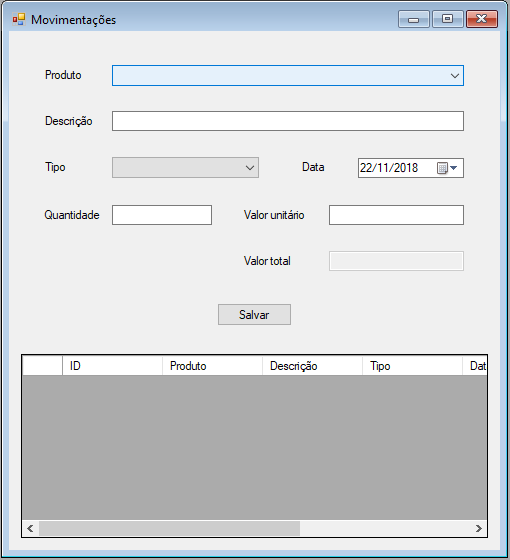 Movimentações
Produto
Descrição
Tipo Data 22/11/2018
Quantidade Valor unitário
Valor total
Salvar
ID Produto Descrição Tipo Dat